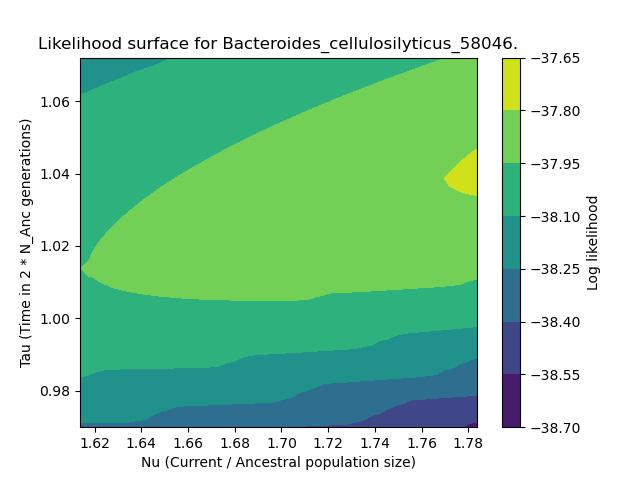 Likelihood surface for Bacteroides_cellulosilyticus_58046.
Tau (Time in 2 * N_Anc generations)
1.06
1.04
1.02
1.00
0.98
1.62 1.64 1.66 1.68 1.70 1.72 1.74 1.76 1.78
Nu (Current / Ancestral population size)
−37.65
−37.80
−37.95
−38.10
−38.25
−38.40
−38.55
−38.70
Log likelihood